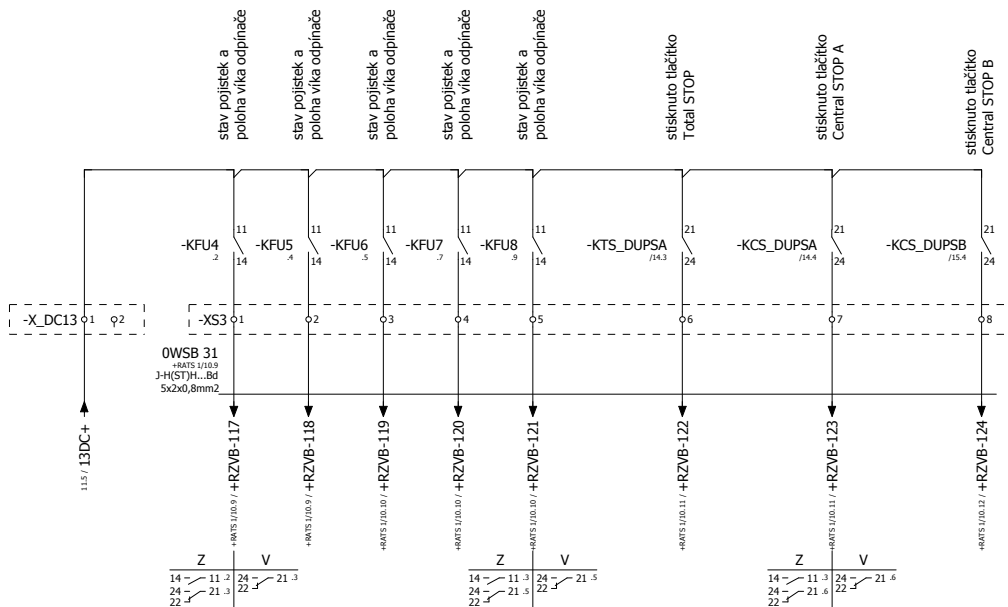 stav pojistek a
poloha víka odpínače
stav pojistek a
poloha víka odpínače
stav pojistek a
poloha víka odpínače
stav pojistek a
poloha víka odpínače
stav pojistek a
poloha víka odpínače
stisknuto tlačítko
Total STOP
stisknuto tlačítko
Central STOP A
stisknuto tlačítko
Central STOP B
11 11 11 11 11 21 21 21
-KFU4 -KFU5 -KFU6 -KFU7 -KFU8 -KTS_DUPSA -KCS_DUPSA -KCS_DUPSB
.2 .4 .5 .7 .9 /14.3 /14.4 /15.4
14 14 14 14 14 24 24 24
-X_DC13 1 2 -XS3 1 2 3 4 5 6 7 8
0WSB 31
+RATS 1/10.9
J-H(ST)H...Bd
5x2x0,8mm2
11.5 / 13DC+
+RATS 1/10.9 / +RZVB-117
+RATS 1/10.9 / +RZVB-118
+RATS 1/10.10 / +RZVB-119
+RATS 1/10.10 / +RZVB-120
+RATS 1/10.10 / +RZVB-121
+RATS 1/10.11 / +RZVB-122
+RATS 1/10.11 / +RZVB-123
+RATS 1/10.12 / +RZVB-124
Z V
14 11 .2 24 21 .3
24 21 .3 22
22
Z V
14 11 .3 24 21 .5
24 21 .5 22
22
Z V
14 11 .3 24 21 .6
24 21 .6 22
22